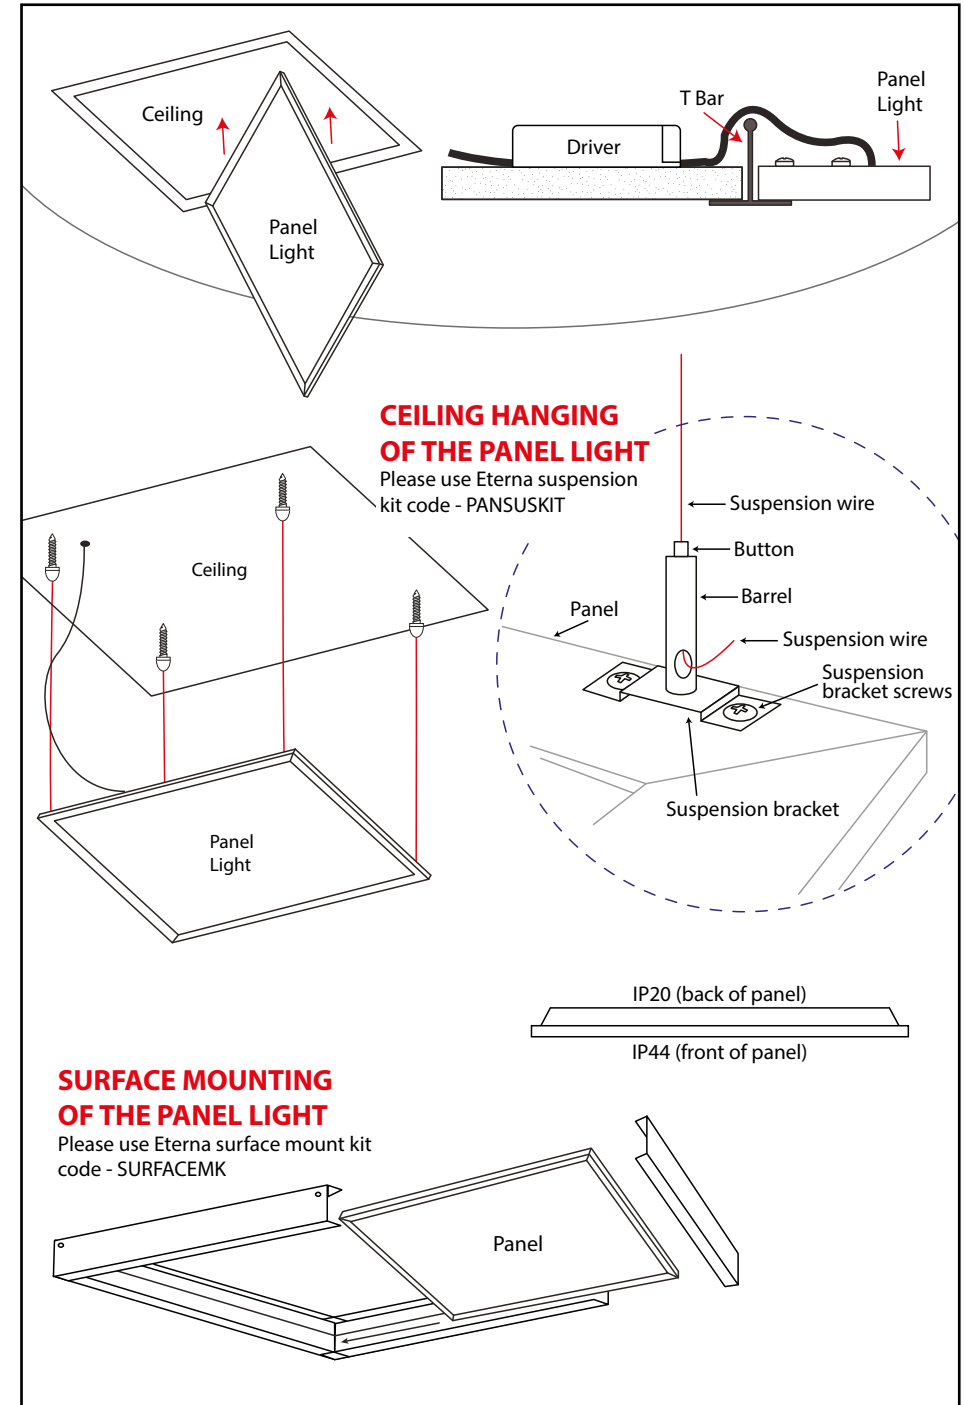 Ceiling
Panel
Light
T Bar
Panel
Light
Driver
CEILING HANGING
OF THE PANEL LIGHT
Please use Eterna suspension
kit code - PANSUSKIT
Ceiling
Panel
Light
Suspension wire
Button
Barrel
Panel
Suspension wire
Suspension
bracket screws
Suspension bracket
IP20 (back of panel)
IP44 (front of panel)
SURFACE MOUNTING
OF THE PANEL LIGHT
Please use Eterna surface mount kit
code - SURFACEMK
Panel